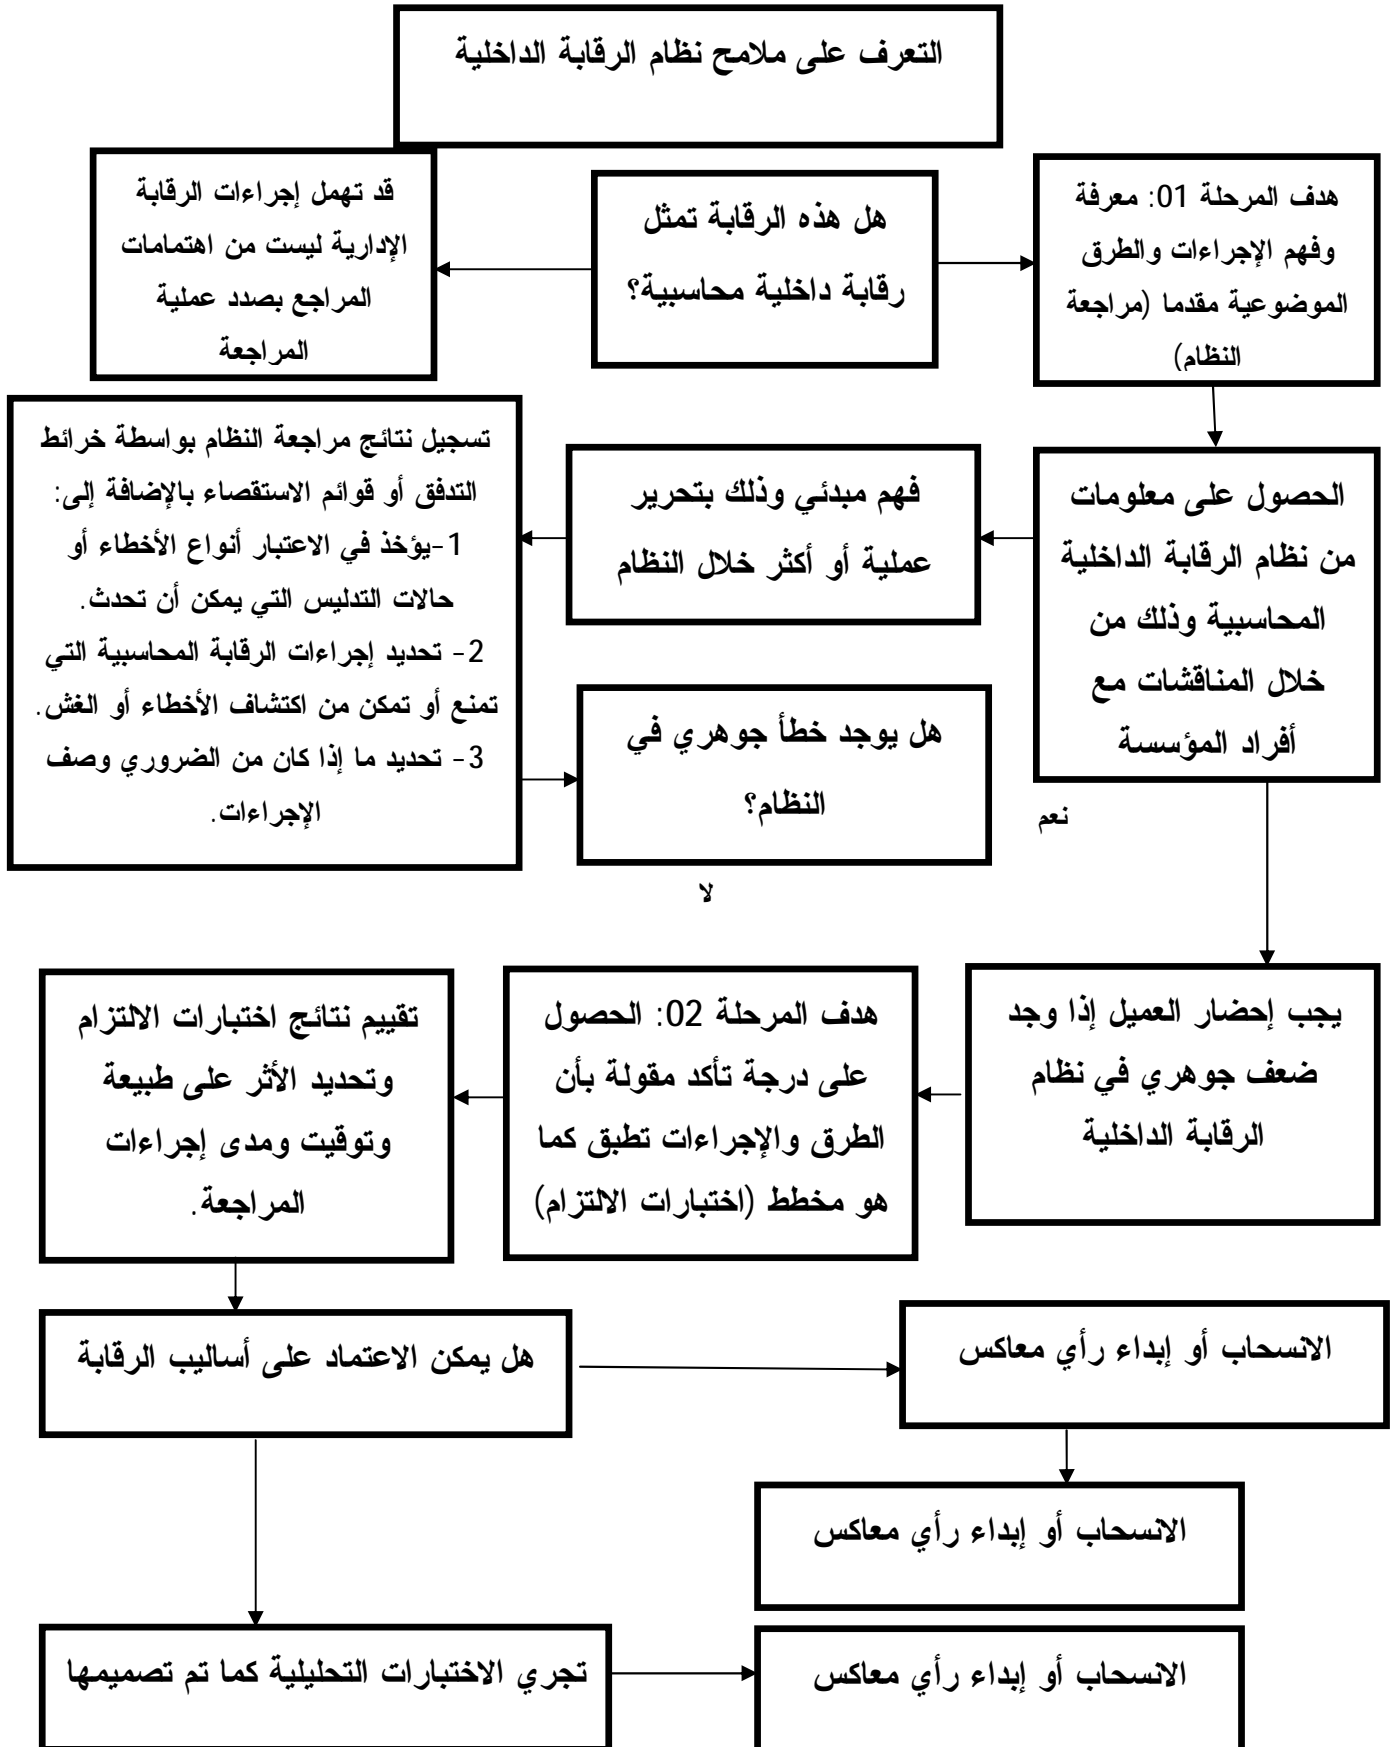 التعرف على ملامح نظام الرقابة الداخلية
هدف المرحلة 01: معرفة
وفهم الإجراءات والطرق
الموضوعية مقدما (مراجعة
النظام)
هل هذه الرقابة تمثل
رقابة داخلية محاسبية؟
قد تهمل إجراءات الرقابة
الإدارية ليست من اهتمامات
المراجع بصدد عملية
المراجعة
الحصول على معلومات
من نظام الرقابة الداخلية
المحاسبية وذلك من
خلال المناقشات مع
أفراد المؤسسة
فهم مبدئي وذلك بتحرير
عملية أو أكثر خلال النظام
تسجيل نتائج مراجعة النظام بواسطة خرائط
التدفق أو قوائم الاستقصاء بالإضافة إلى:
1-يؤخذ في الاعتبار أنواع الأخطاء أو
حالات التدليس التي يمكن أن تحدث.
2- تحديد إجراءات الرقابة المحاسبية التي
تمنع أو تمكن من اكتشاف الأخطاء أو الغش.
3- تحديد ما إذا كان من الضروري وصف
الإجراءات.
هل يوجد خطأ جوهري في
النظام؟
نعم
لا
يجب إحضار العميل إذا وجد
ضعف جوهري في نظام
الرقابة الداخلية
هدف المرحلة 02: الحصول
على درجة تأكد مقولة بأن
الطرق والإجراءات تطبق كما
هو مخطط (اختبارات الالتزام)
تقييم نتائج اختبارات الالتزام
وتحديد الأثر على طبيعة
وتوقيت ومدى إجراءات
المراجعة.
هل يمكن الاعتماد على أساليب الرقابة
الانسحاب أو إبداء رأي معاكس
الانسحاب أو إبداء رأي معاكس
تجري الاختبارات التحليلية كما تم تصميمها
الانسحاب أو إبداء رأي معاكس